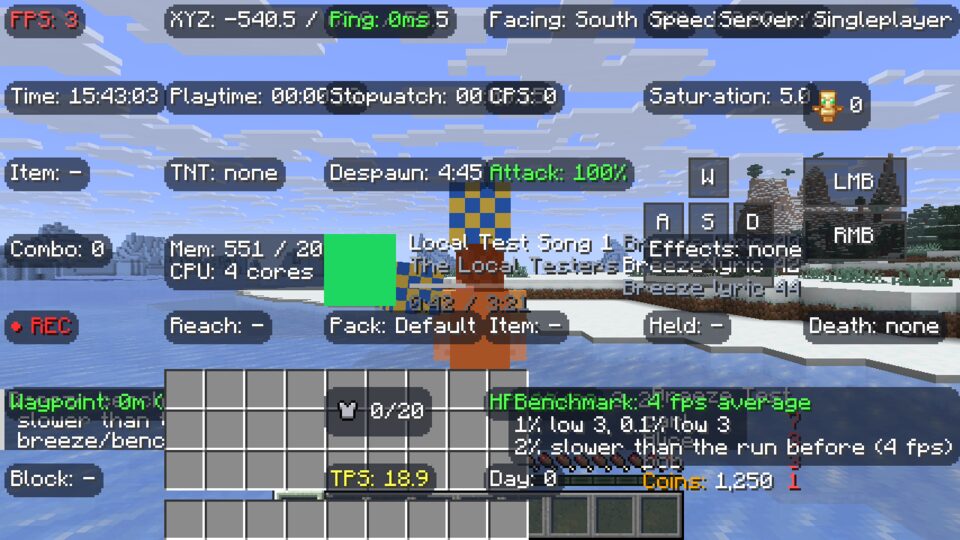 FPS: 3
XYZ: -540.5 /
Ping: 0ms
5
Facing: South
Speed
Server: Singleplayer
Time: 15:43:03
Playtime: 00:00
Stopwatch: 00
CPS: 0
Saturation: 5.0
0
Item: -
TNT: none
Despawn: 4:45
Attack: 100%
W
LMB
A
S
D
RMB
Combo: 0
Mem: 551 / 20
CPU: 4 cores
Local Test Song 1
The Local Testers
0:42 / 3:21
Effects: none
Breeze lyric 44
REC
Reach: -
Pack: Default
Item: -
Held: -
Death: none
Waypoint: 0m
slower than
breeze/benc
0/20
Benchmark: 4 fps average
1% low 3, 0.1% low 3
2% slower than the run before (4 fps)
Block: -
TPS: 18.9
Day: 0
Coins: 1,250
1